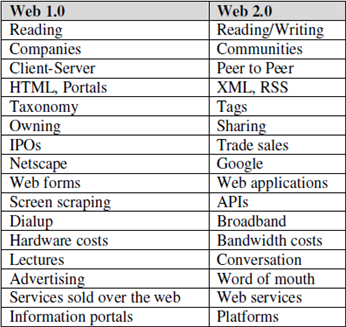 Web 1.0 Web 2.0
Reading Reading/Writing
Companies Communities
Client-Server Peer to Peer
HTML, Portals XML, RSS
Taxonomy Tags
Owning Sharing
IPOs Trade sales
Netscape Google
Web forms Web applications
Screen scraping APIs
Dialup Broadband
Hardware costs Bandwidth costs
Lectures Conversation
Advertising Word of mouth
Services sold over the web Web services
Information portals Platforms